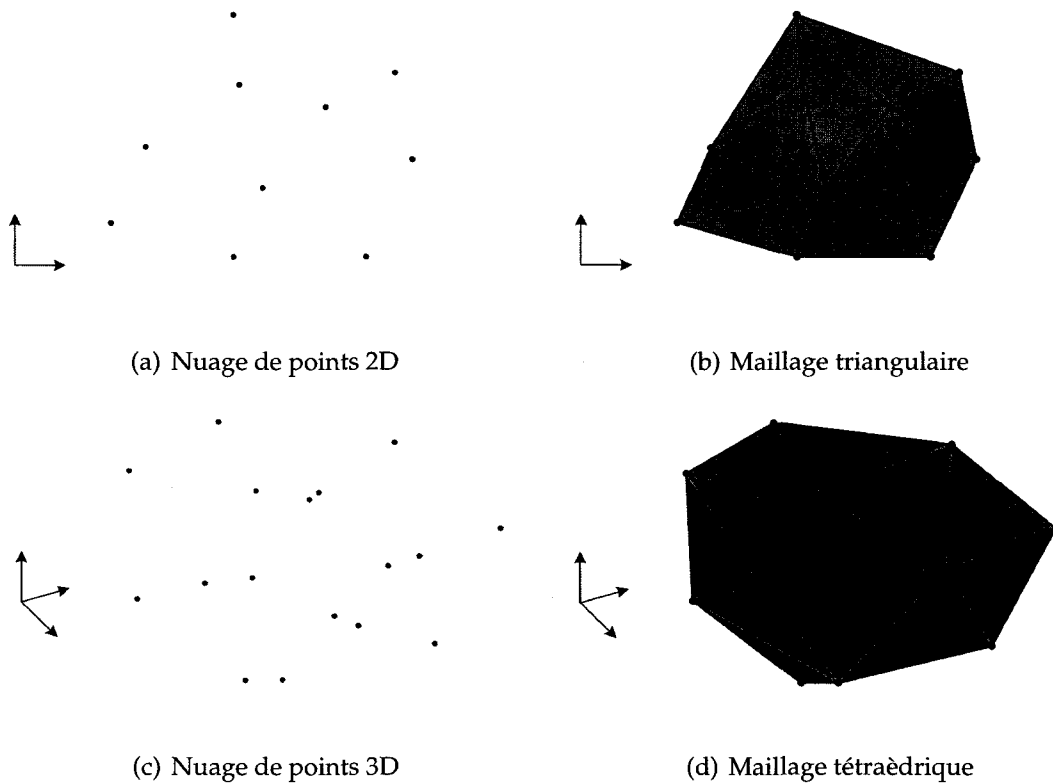 (a) Nuage de points 2D
(b) Maillage triangulaire
(c) Nuage de points 3D
(d) Maillage tétraèdrique